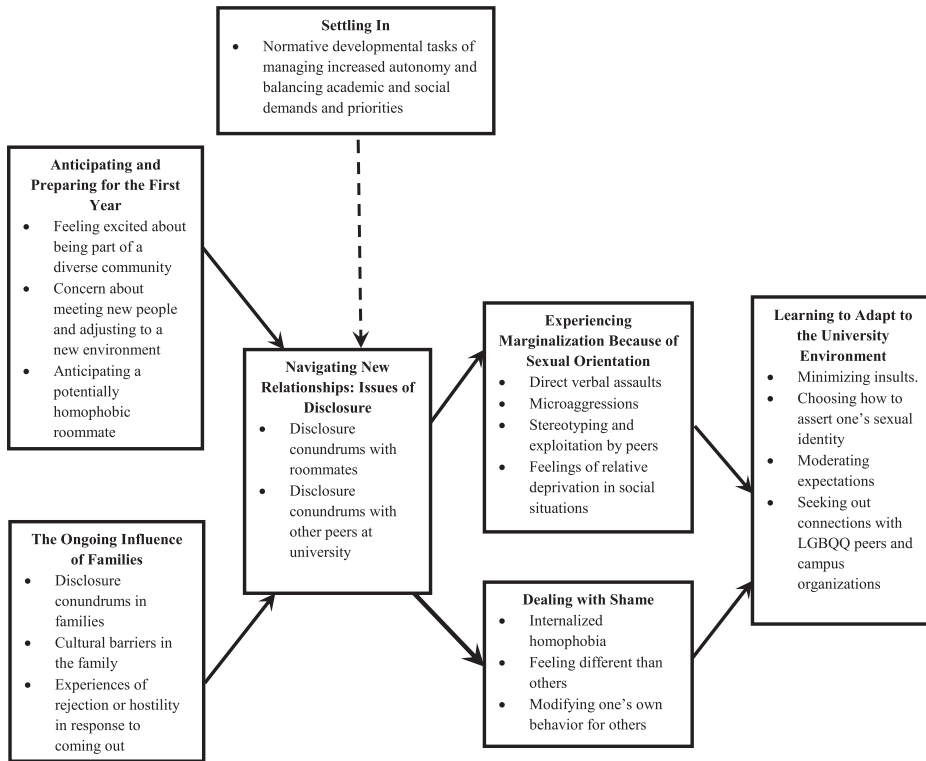 Settling In
• Normative developmental tasks of
managing increased autonomy and
balancing academic and social
demands and priorities
Anticipating and
Preparing for the First
Year
• Feeling excited about
being part of a
diverse community
• Concern about
meeting new people
and adjusting to a
new environment
• Anticipating a
potentially
homophobic
roommate
The Ongoing Influence
of Families
• Disclosure
conundrums in
families
• Cultural barriers in
the family
• Experiences of
rejection or hostility
in response to
coming out
Navigating New
Relationships: Issues of
Disclosure
• Disclosure
conundrums with
roommates
• Disclosure
conundrums with
other peers at
university
Experiencing
Marginalization Because of
Sexual Orientation
• Direct verbal assaults
• Microaggressions
• Stereotyping and
exploitation by peers
• Feelings of relative
deprivation in social
situations
Dealing with Shame
• Internalized
homophobia
• Feeling different than
others
• Modifying one's own
behavior for others
Learning to Adapt to
the University
Environment
• Minimizing insults.
• Choosing how to
assert one's sexual
identity
• Moderating
expectations
• Seeking out
connections with
LGBQQ peers and
campus
organizations